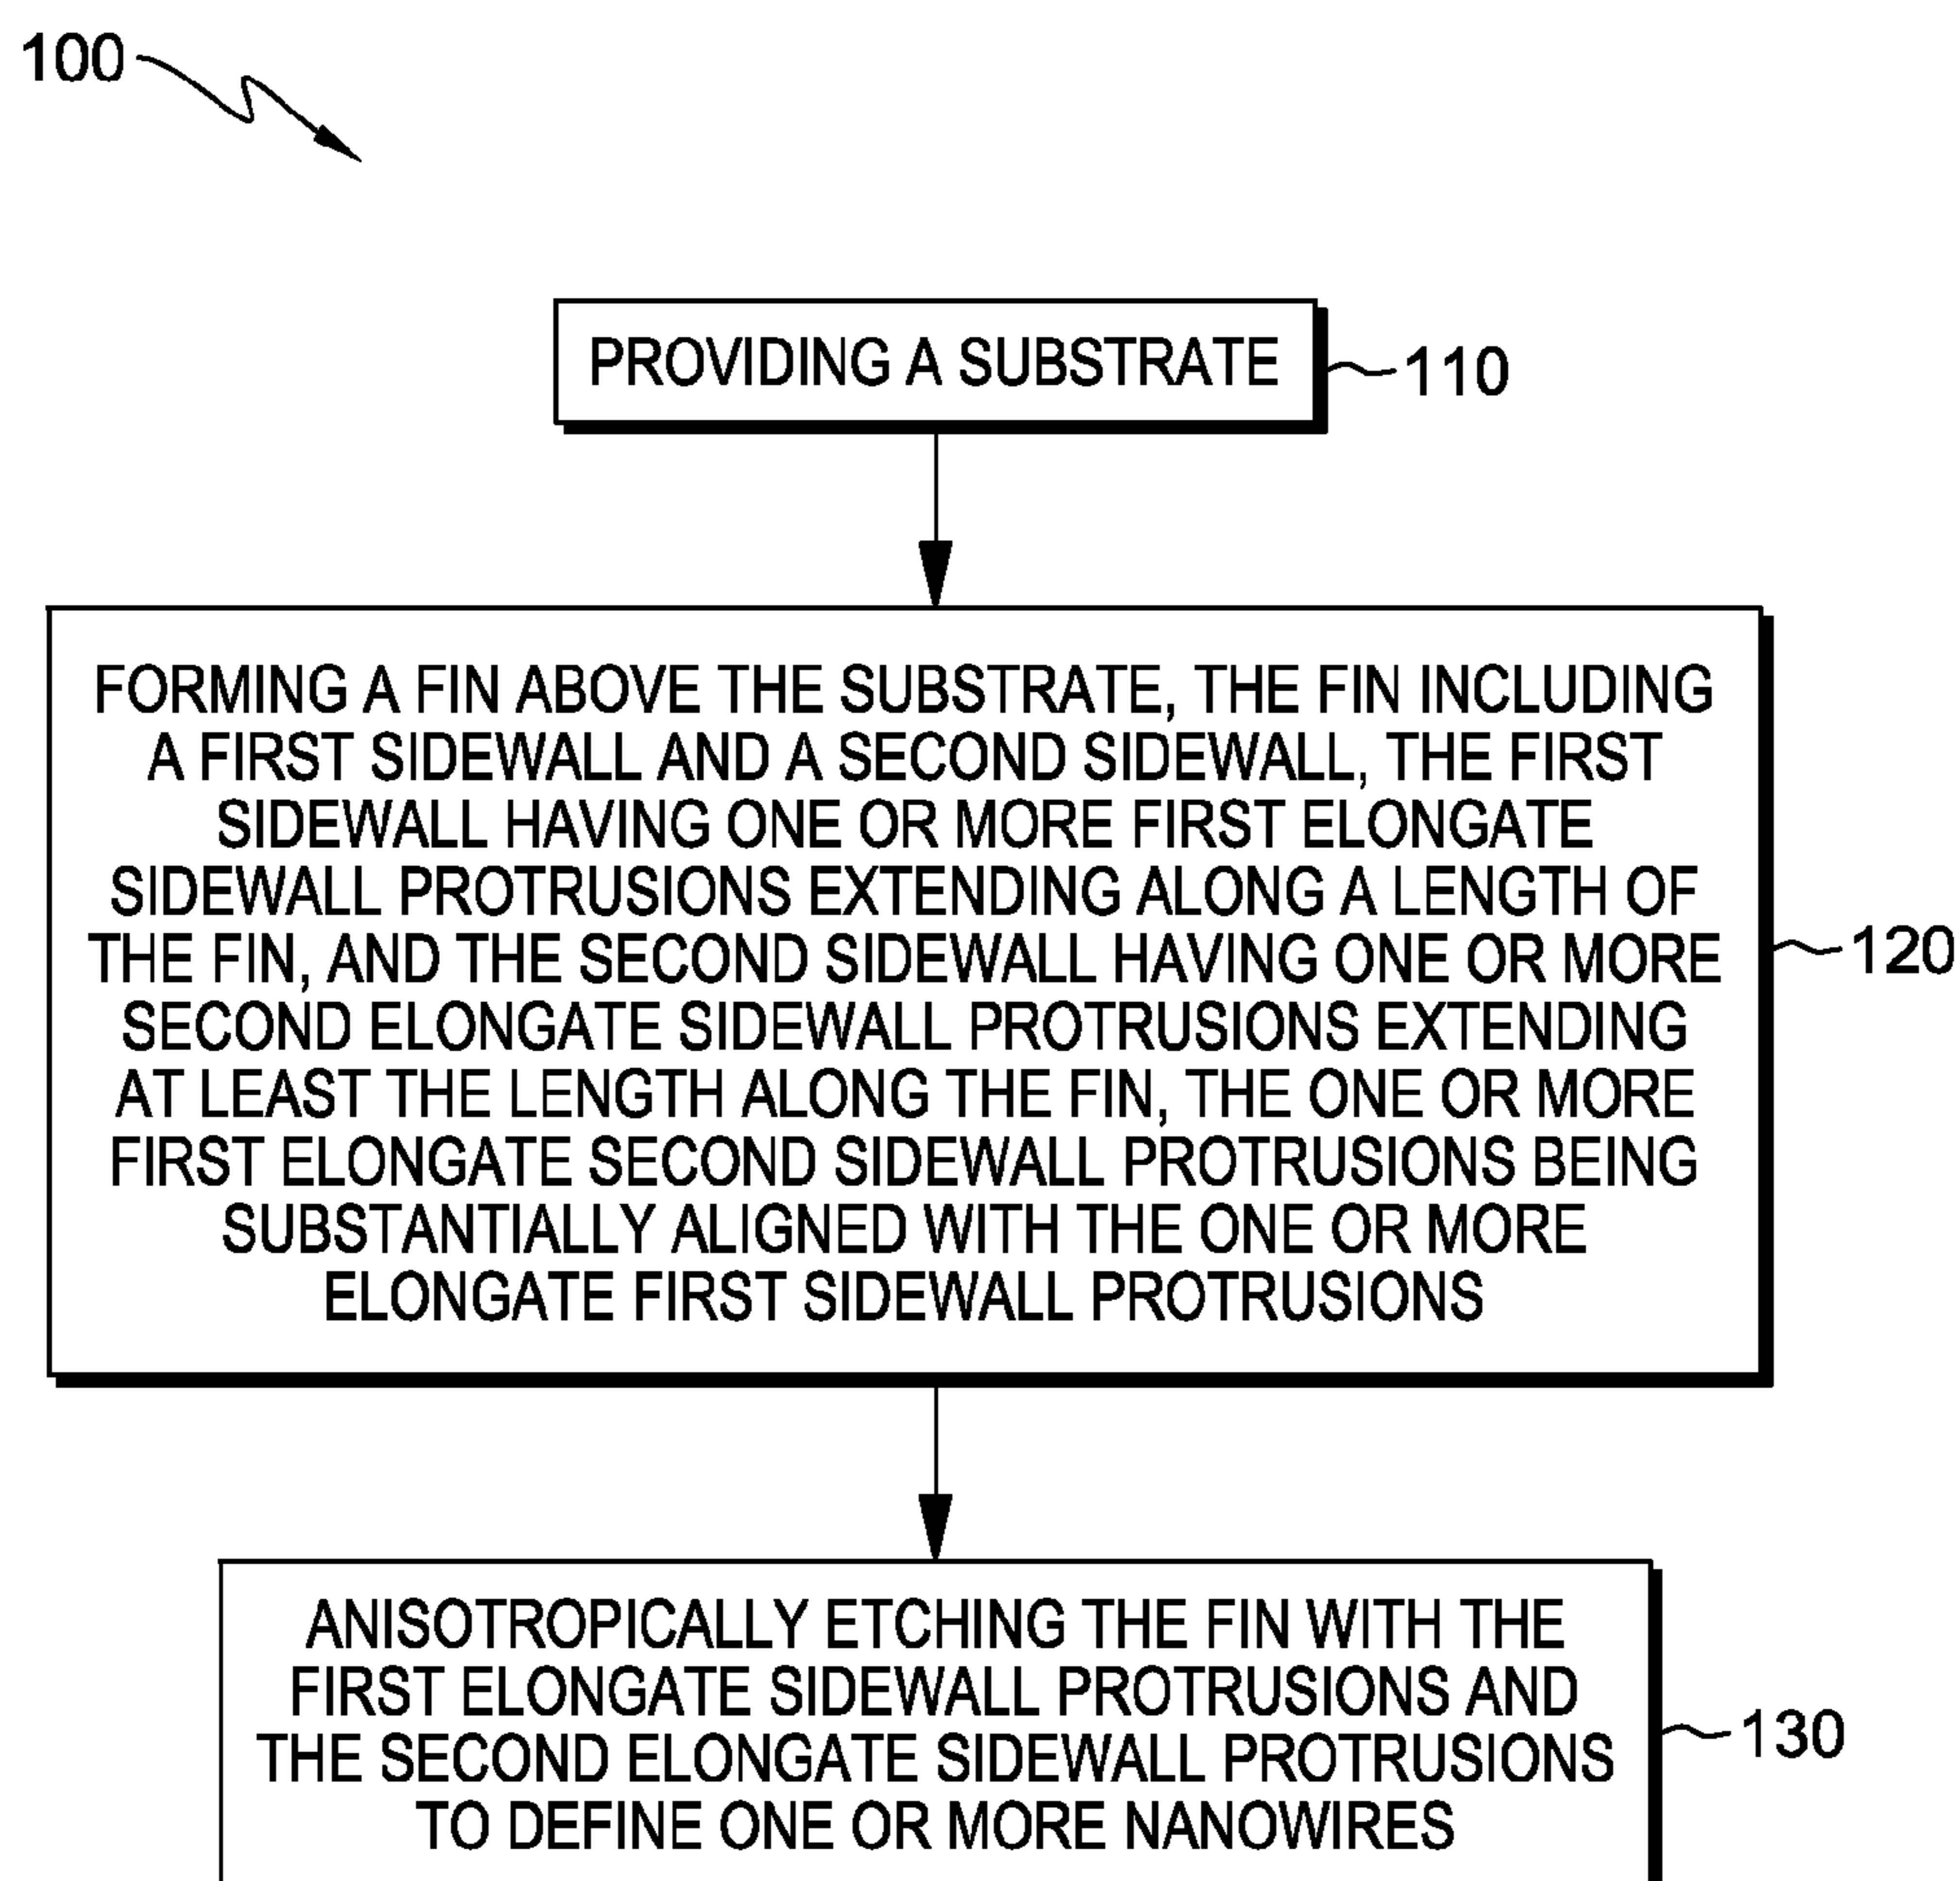 100
PROVIDING A SUBSTRATE
110
FORMING A FIN ABOVE THE SUBSTRATE, THE FIN INCLUDING
A FIRST SIDEWALL AND A SECOND SIDEWALL, THE FIRST
SIDEWALL HAVING ONE OR MORE FIRST ELONGATE
SIDEWALL PROTRUSIONS EXTENDING ALONG A LENGTH OF
THE FIN, AND THE SECOND SIDEWALL HAVING ONE OR MORE
SECOND ELONGATE SIDEWALL PROTRUSIONS EXTENDING
AT LEAST THE LENGTH ALONG THE FIN, THE ONE OR MORE
FIRST ELONGATE SECOND SIDEWALL PROTRUSIONS BEING
SUBSTANTIALLY ALIGNED WITH THE ONE OR MORE
ELONGATE FIRST SIDEWALL PROTRUSIONS
120
ANISOTROPICALLY ETCHING THE FIN WITH THE
FIRST ELONGATE SIDEWALL PROTRUSIONS AND
THE SECOND ELONGATE SIDEWALL PROTRUSIONS
TO DEFINE ONE OR MORE NANOWIRES
130